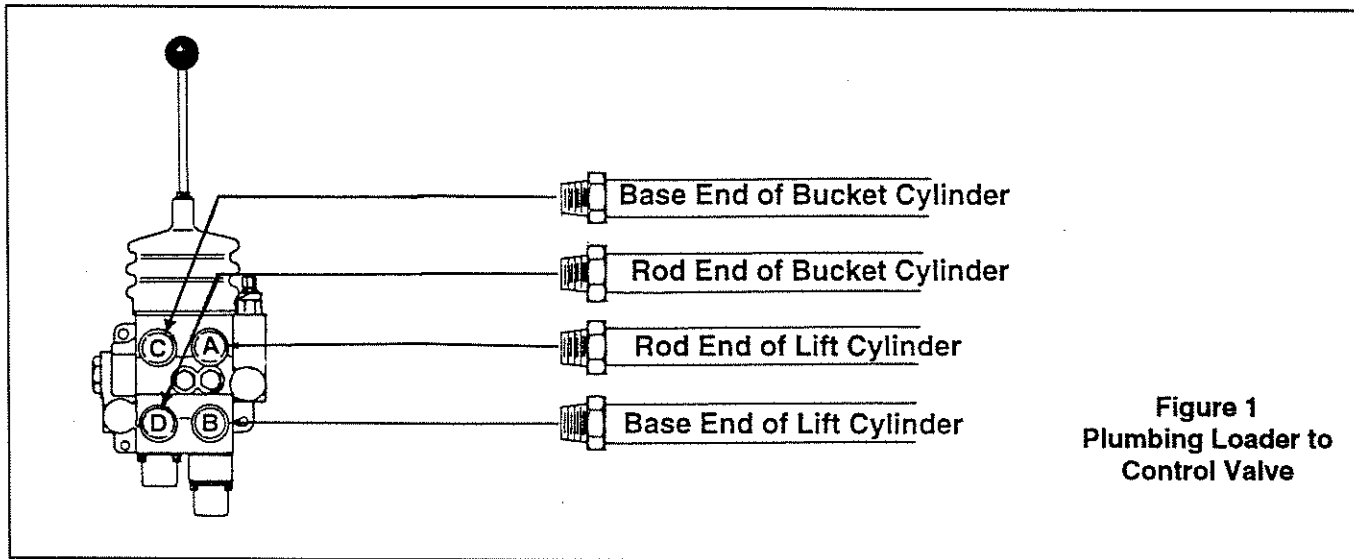 Base End of Bucket Cylinder
Rod End of Bucket Cylinder
C A
Rod End of Lift Cylinder
D B
Base End of Lift Cylinder
Figure 1
Plumbing Loader to
Control Valve